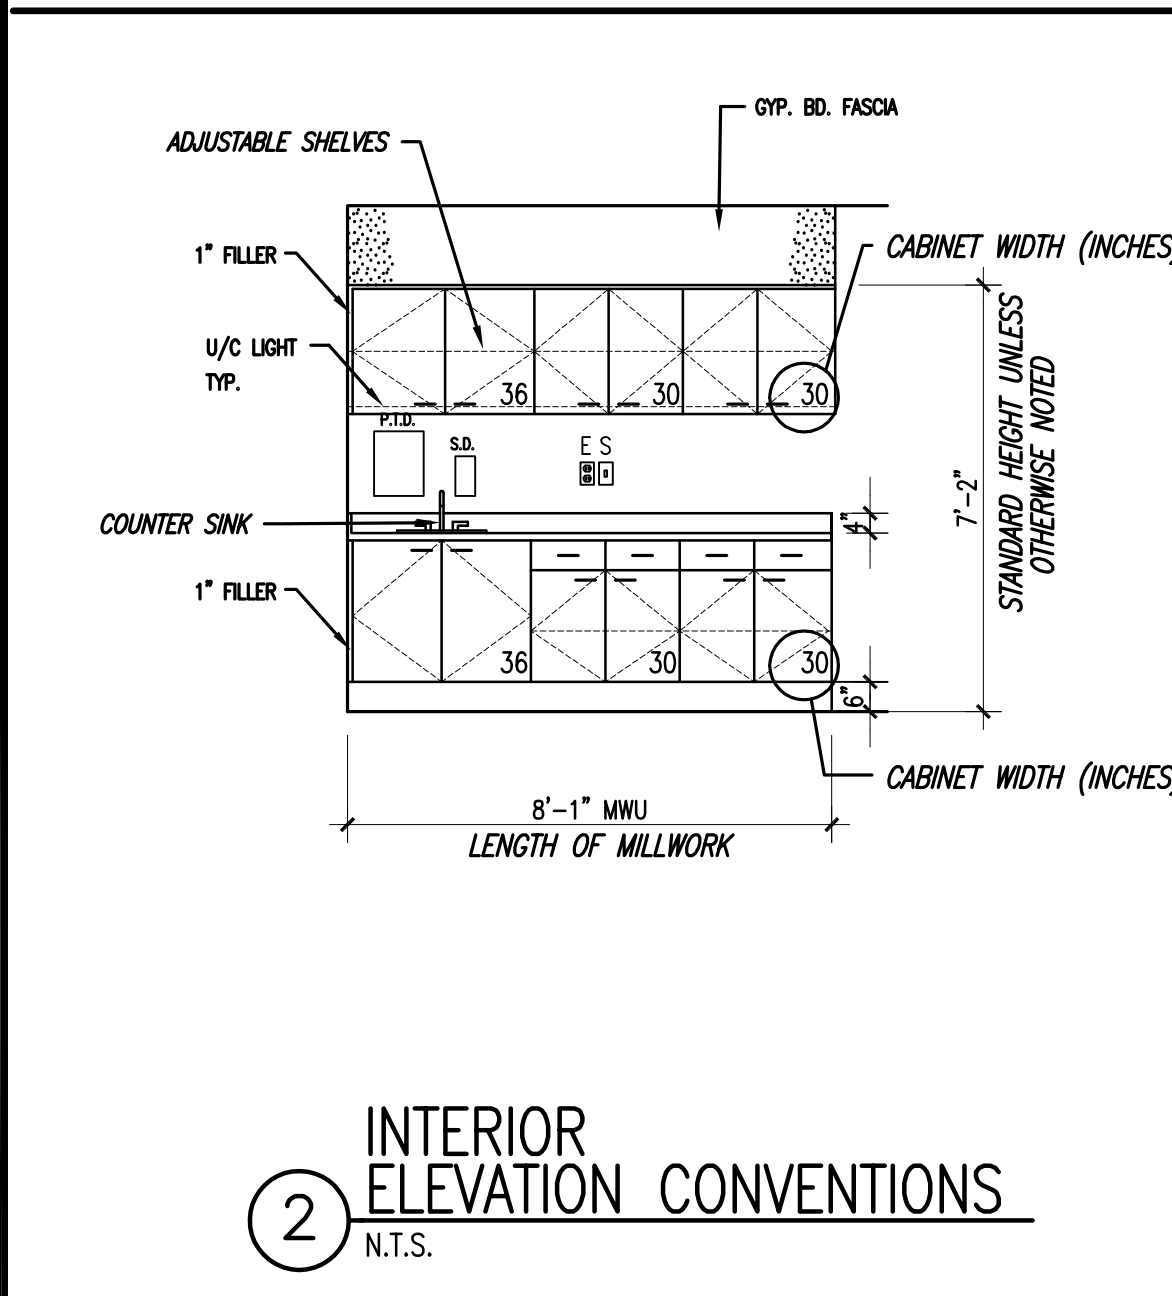 GYP. BD. FASCIA
ADJUSTABLE SHELVES
1" FILLER
CABINET WIDTH (INCHES)
U/C LIGHT
TYP.
STANDARD HEIGHT UNLESS
OTHERWISE NOTED
7'-2"
36
30
30
P.T.D.
S.D.
E S
COUNTER SINK
4"
1" FILLER
36
30
30
6"
CABINET WIDTH (INCHES)
8'-1" MWU
LENGTH OF MILLWORK
INTERIOR
ELEVATION CONVENTIONS
2
N.T.S.